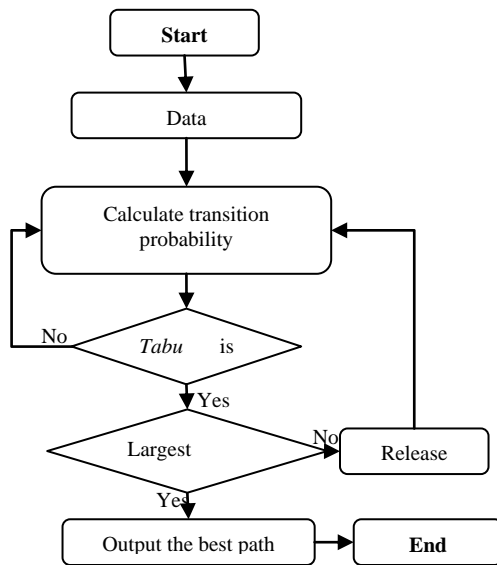 Start
Data
Calculate transition
probability
No
Tabu is
Yes
Largest
No
Release
Yes
Output the best path
End